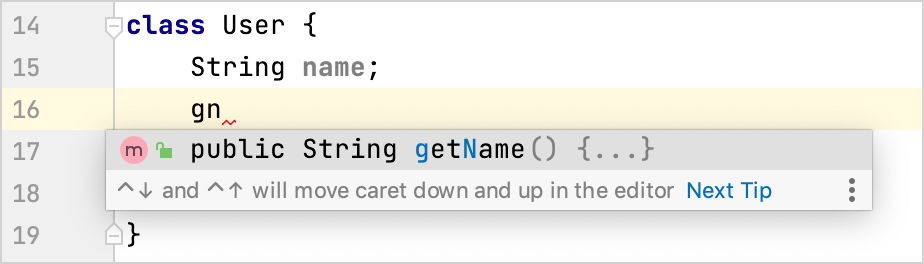 14 class User {
15 String name;
16 gn
17 m public String getName() {...}
18 ^↓ and ^↑ will move caret down and up in the editor Next Tip
19 }